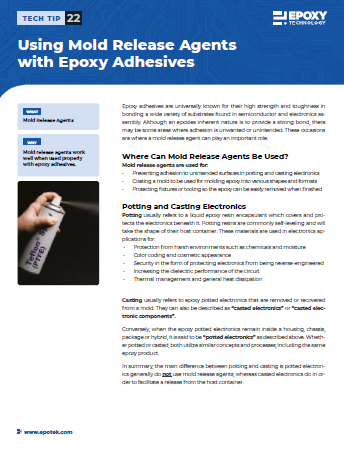 TECH TIP 22
EPOXY
TECHNOLOGY
Using Mold Release Agents
with Epoxy Adhesives
WHAT
Mold Release Agents
WHY
Mold release agents work
well when used properly
with epoxy adhesives.
Epoxy adhesives are universally known for their high strength and toughness in
bonding a wide variety of substrates found in semiconductor and electronics as-
sembly. Although an epoxies inherent nature is to provide a strong bond; there
may be some areas where adhesion is unwanted or unintended. These occasions
are where a mold release agent can play an important role.
Where Can Mold Release Agents Be Used?
Mold release agents are used for:
- Preventing adhesion to unintended surfaces in potting and casting electronics
- Coating a mold to be used for molding epoxy into various shapes and formats
- Protecting fixtures or tooling so the epoxy can be easily removed when finished
Potting and Casting Electronics
Potting usually refers to a liquid epoxy resin encapsulant which covers and pro-
tects the electronics beneath it. Potting resins are commonly self-leveling and will
take the shape of their host container. These materials are used in electronics ap-
plications for:
- Protection from harsh environments such as chemicals and moisture
- Color coding and cosmetic appearance
- Security in the form of protecting electronics from being reverse-engineered
- Increasing the dielectric performance of the circuit
- Thermal management and general heat dissipation
Casting usually refers to epoxy potted electronics that are removed or recovered
from a mold. They can also be described as “casted electronics” or “casted elec-
tronic components”.
Conversely, when the epoxy potted electronics remain inside a housing, chassis,
package or hybrid, it is said to be “potted electronics” as described above. Wheth-
er potted or casted; both utilize similar concepts and processes; including the same
epoxy product.
In summary, the main difference between potting and casting is potted electron-
ics generally do not use mold release agents; whereas casted electronics do in or-
der to facilitate a release from the host container.
(PTFE)
www.epotek.com